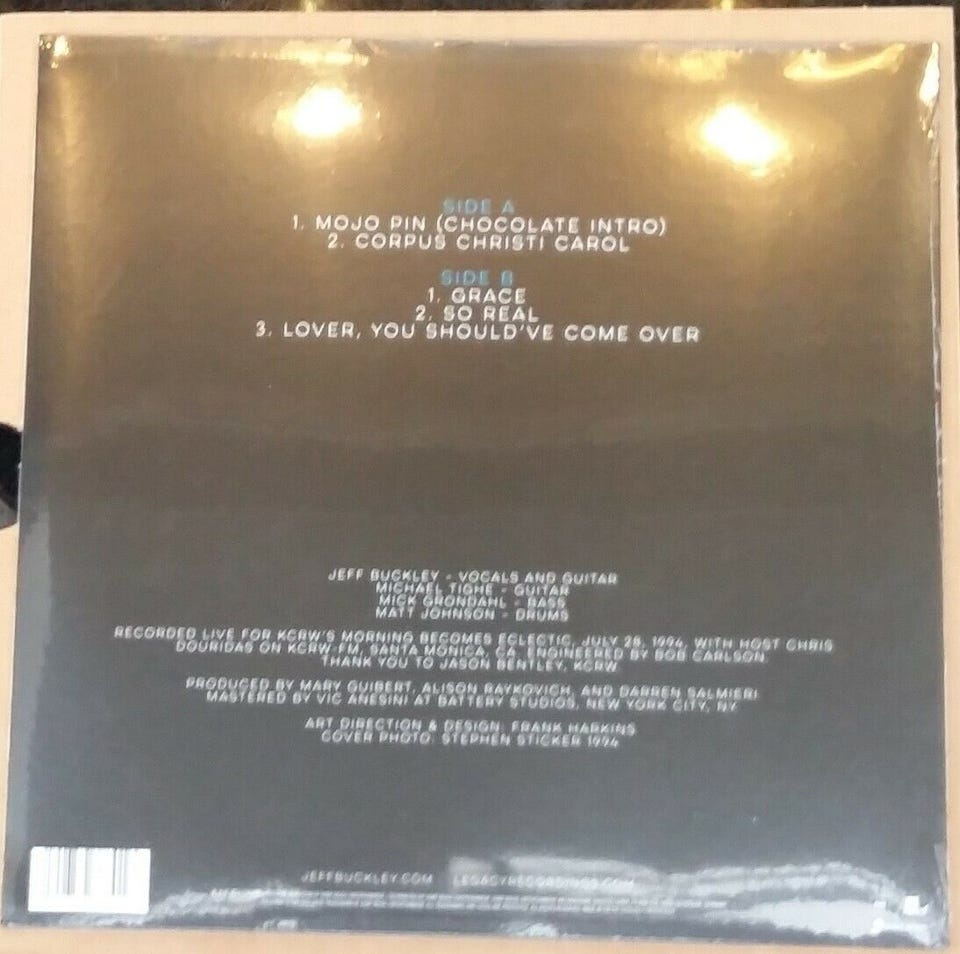 SIDE A
1. MOJO PIN (CHOCOLATE INTRO)
2. CORPUS CHRISTI CAROL
SIDE B
1. GRACE
2. SO REAL
3. LOVER, YOU SHOULD'VE COME OVER
JEFF BUCKLEY - VOCALS AND GUITAR
MICHAEL TIGHE - GUITAR
MICK GRONDAHL - BASS
MATT JOHNSON - DRUMS
RECORDED LIVE FOR KCRW'S MORNING BECOMES ECLECTIC, JULY 28, 1994, WITH HOST CHRIS
DOURIDAS ON KCRW-FM, SANTA MONICA, CA. ENGINEERED BY BOB CARLSON.
THANK YOU TO JASON BENTLEY, KCRW
PRODUCED BY MARY GUIBERT, ALISON RAYKOVICH, AND DARREN SALMIERI
MASTERED BY VIC ANESINI AT BATTERY STUDIOS, NEW YORK CITY, NY
ART DIRECTION & DESIGN: FRANK HARKINS
COVER PHOTO: STEPHEN STICKER 1994
JEFFBUCKLEY.COM LEGACYRECORDINGS.COM